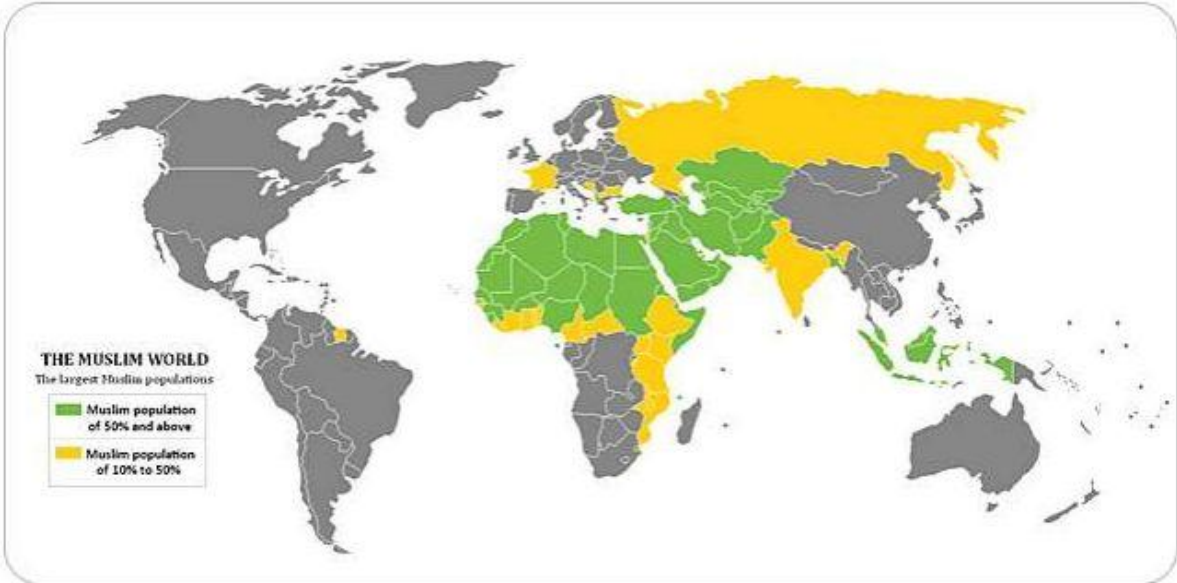 THE MUSLIM WORLD
The largest Muslim populations
Muslim population
of 50% and above
Muslim population
of 10% to 50%